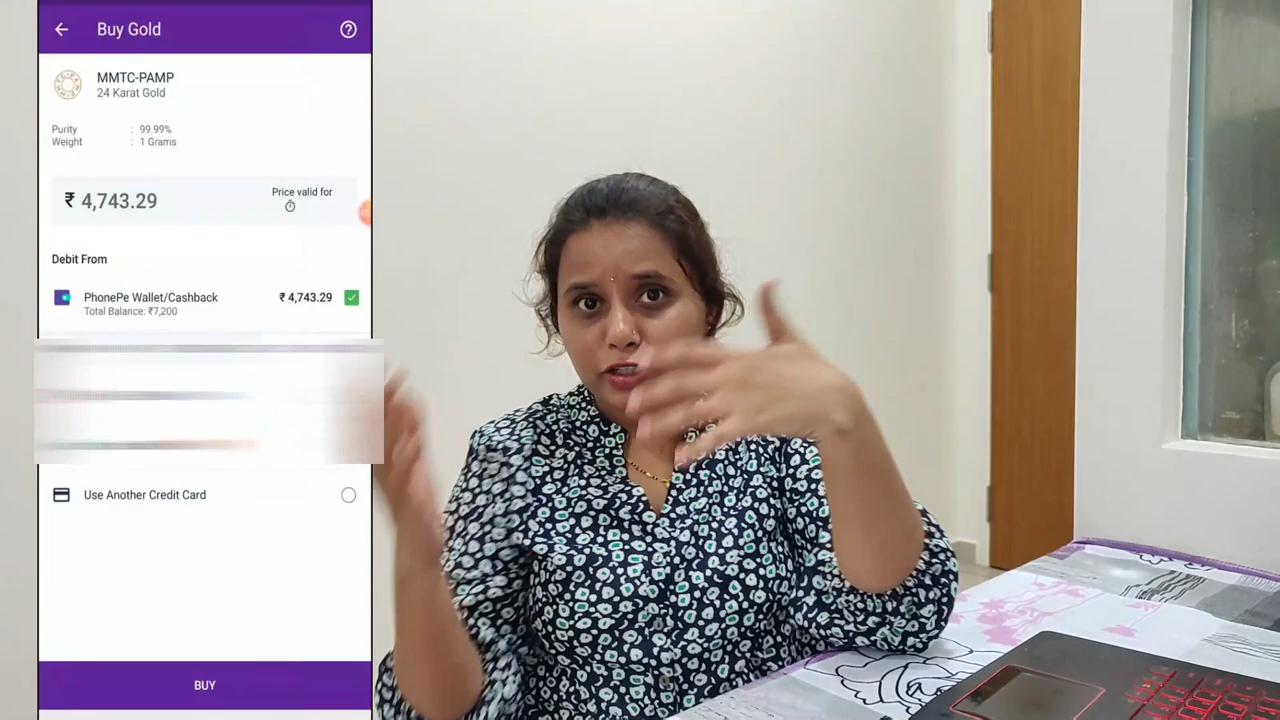 Buy Gold
MMTC-PAMP
24 Karat Gold
Purity : 99.99%
Weight : 1 Grams
₹ 4,743.29
Price valid for
Debit From
PhonePe Wallet/Cashback ₹ 4,743.29
Total Balance: ₹7,200
Use Another Credit Card
BUY